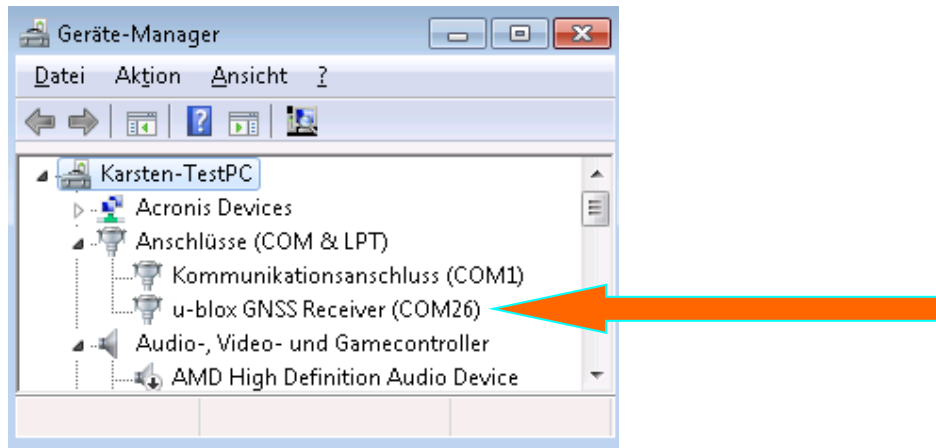 Geräte-Manager
Datei Aktion Ansicht ?
Karsten-TestPC
Acronis Devices
Anschlüsse (COM & LPT)
Kommunikationsanschluss (COM1)
u-blox GNSS Receiver (COM26)
Audio-, Video- und Gamecontroller
AMD High Definition Audio Device